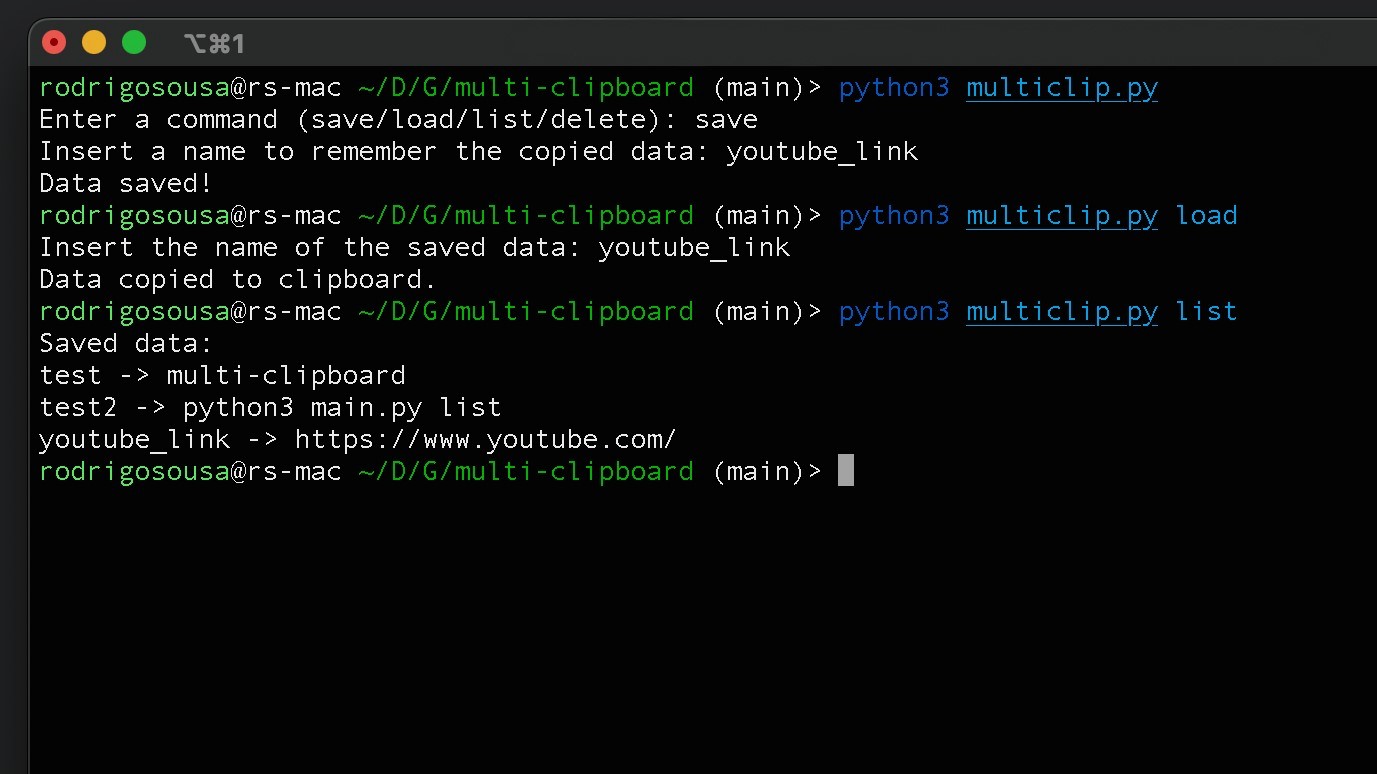 ⌥⌘1
rodrigosousa@rs-mac ~/D/G/multi-clipboard (main)> python3 multiclip.py
Enter a command (save/load/list/delete): save
Insert a name to remember the copied data: youtube_link
Data saved!
rodrigosousa@rs-mac ~/D/G/multi-clipboard (main)> python3 multiclip.py load
Insert the name of the saved data: youtube_link
Data copied to clipboard.
rodrigosousa@rs-mac ~/D/G/multi-clipboard (main)> python3 multiclip.py list
Saved data:
test -> multi-clipboard
test2 -> python3 main.py list
youtube_link -> https://www.youtube.com/
rodrigosousa@rs-mac ~/D/G/multi-clipboard (main)>